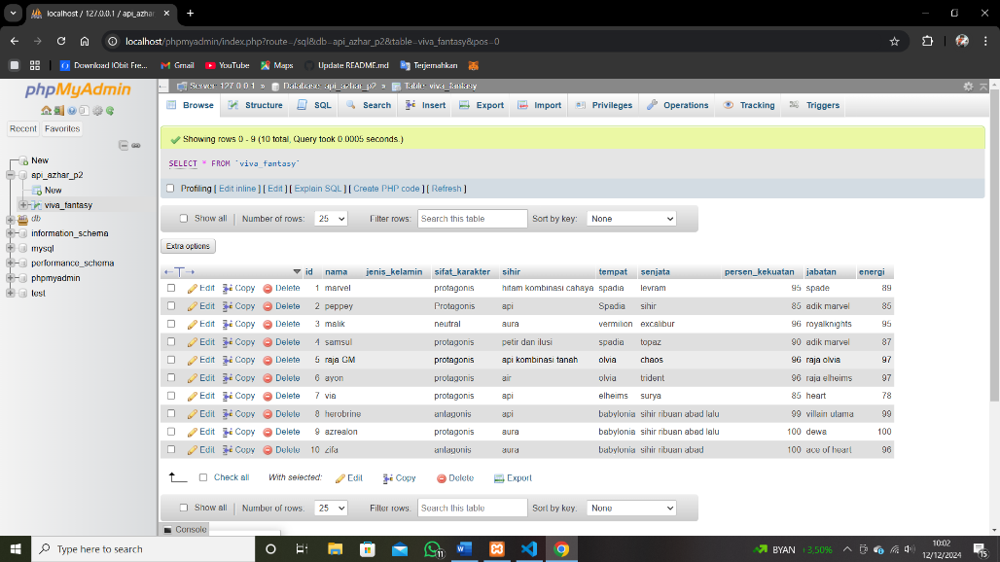 localhost / 127.0.0.1 / api_azhar
localhost/phpmyadmin/index.php?route=/sql&db=api_azhar_p2&table=viva_fantasy&pos=0
Download IObit Fre... Gmail YouTube Maps Update README.md Terjemahkan
phpMyAdmin
Recent Favorites
New
api_azhar_p2
New
viva_fantasy
db
information_schema
mysql
performance_schema
phpmyadmin
test
Server: 127.0.0.1 » Database: api_azhar_p2 » Table: viva_fantasy
Browse Structure SQL Search Insert Export Import Privileges Operations Tracking Triggers
Showing rows 0 - 9 (10 total, Query took 0.0005 seconds.)
SELECT * FROM `viva_fantasy`
Profiling [ Edit inline ] [ Edit ] [ Explain SQL ] [ Create PHP code ] [ Refresh ]
Show all Number of rows: 25 Filter rows: Search this table Sort by key: None
Extra options
id nama jenis_kelamin sifat_karakter sihir tempat senjata persen_kekuatan jabatan energi
Edit Copy Delete 1 marvel protagonis hifam kombinasi cahaya spadia levram 95 spade 89
Edit Copy Delete 2 peppey Protagonis api Spadia sihir 85 adik marvel 85
Edit Copy Delete 3 malik neutral aura vermilion excalibur 96 royalknights 95
Edit Copy Delete 4 samsul protagonis petir dan ilusi spadia topaz 90 adik marvel 87
Edit Copy Delete 5 raja GM protagonis api kombinasi tanah olvia chaos 96 raja olvia 97
Edit Copy Delete 6 ayon protagonis air olvia trident 96 raja elheims 97
Edit Copy Delete 7 via protagonis api elheims surya 85 heart 78
Edit Copy Delete 8 herobrine antagonis api babylonia sihir ribuan abad lalu 99 villain utama 99
Edit Copy Delete 9 azrealon protagonis aura babylonia sihir ribuan abad lalu 100 dewa 100
Edit Copy Delete 10 zifa antagonis aura babylonia sihir ribuan abad 100 ace of heart 96
Check all With selected: Edit Copy Delete Export
Show all Number of rows: 25 Filter rows: Search this table Sort by key: None
Console
Type here to search
11
BYAN +3,50%
10:02
12/12/2024
15